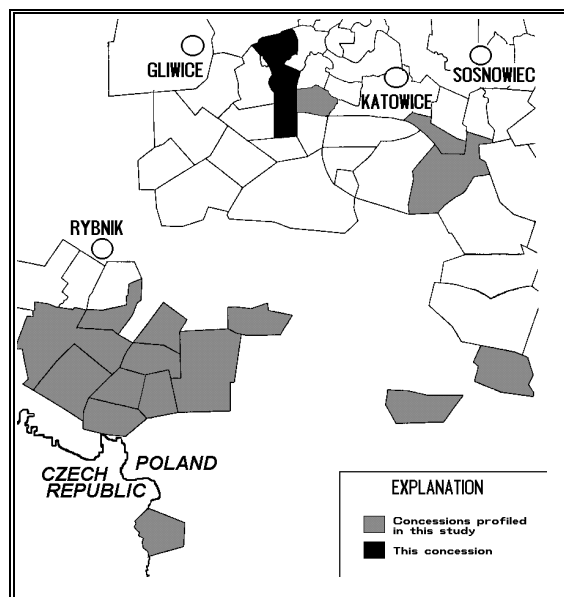 GLIWICE
SOSNOWIEC
KATOWICE
RYBNIK
POLAND
CZECH
REPUBLIC
EXPLANATION
Concessions profiled
in this study
This concession